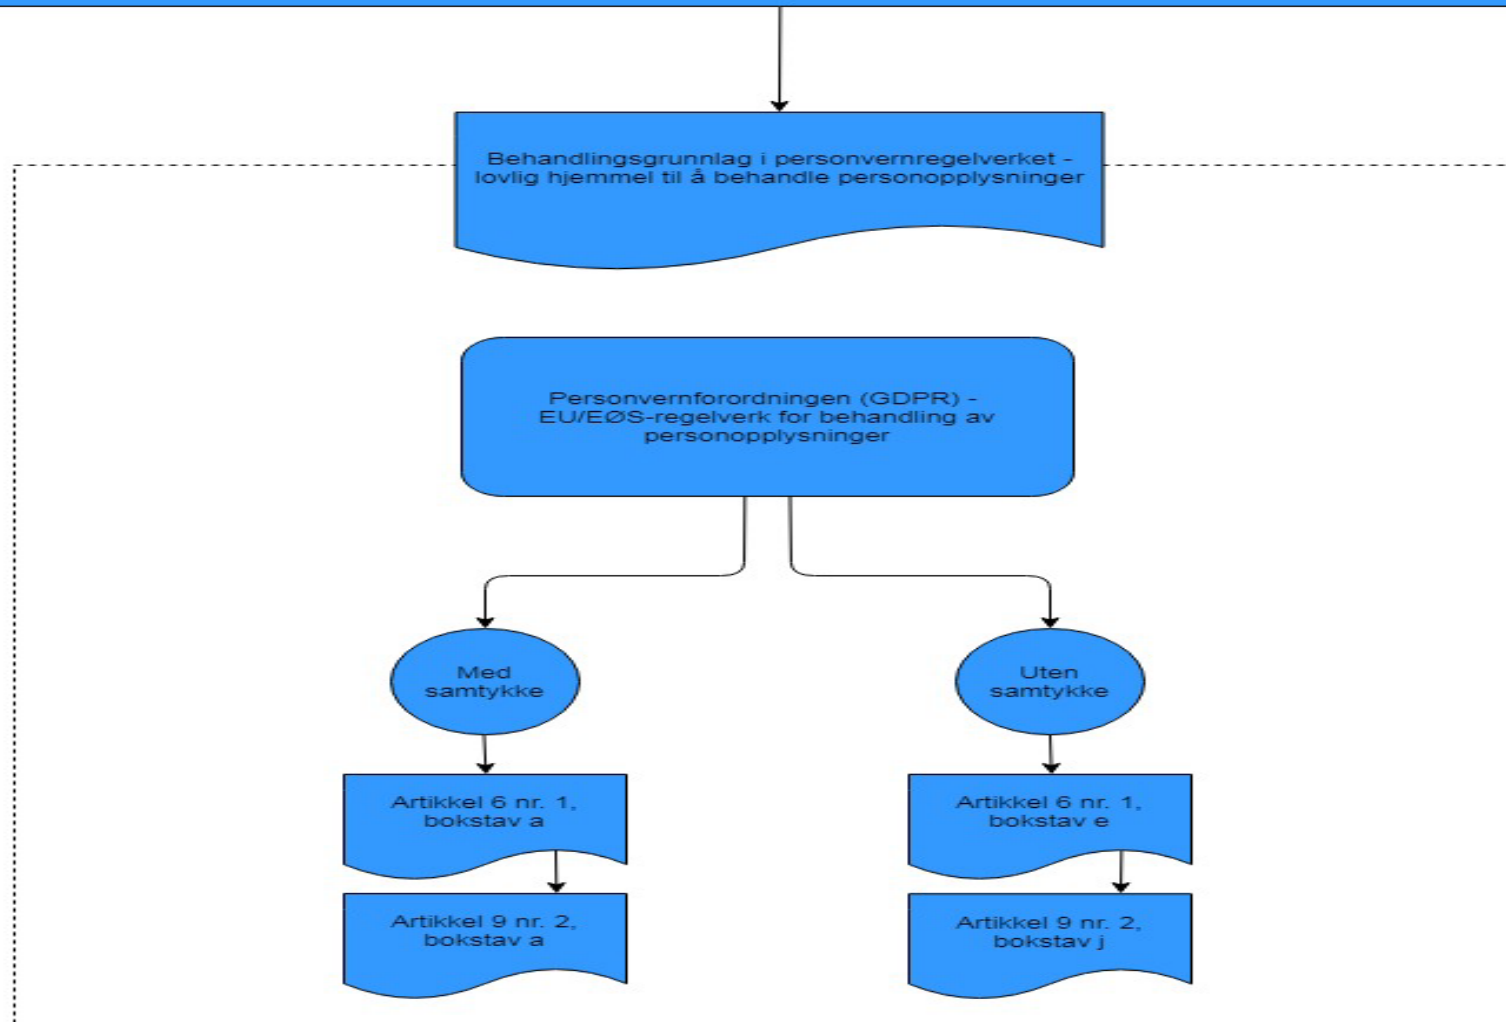 Behandlingsgrunnlag i personvernregelverket -
lovlig hjemmel til å behandle personopplysninger
Personvernforordningen (GDPR) -
EU/EØS-regelverk for behandling av
personopplysninger
Med
samtykke
Uten
samtykke
Artikkel 6 nr. 1,
bokstav a
Artikkel 6 nr. 1,
bokstav e
Artikkel 9 nr. 2,
bokstav a
Artikkel 9 nr. 2,
bokstav j